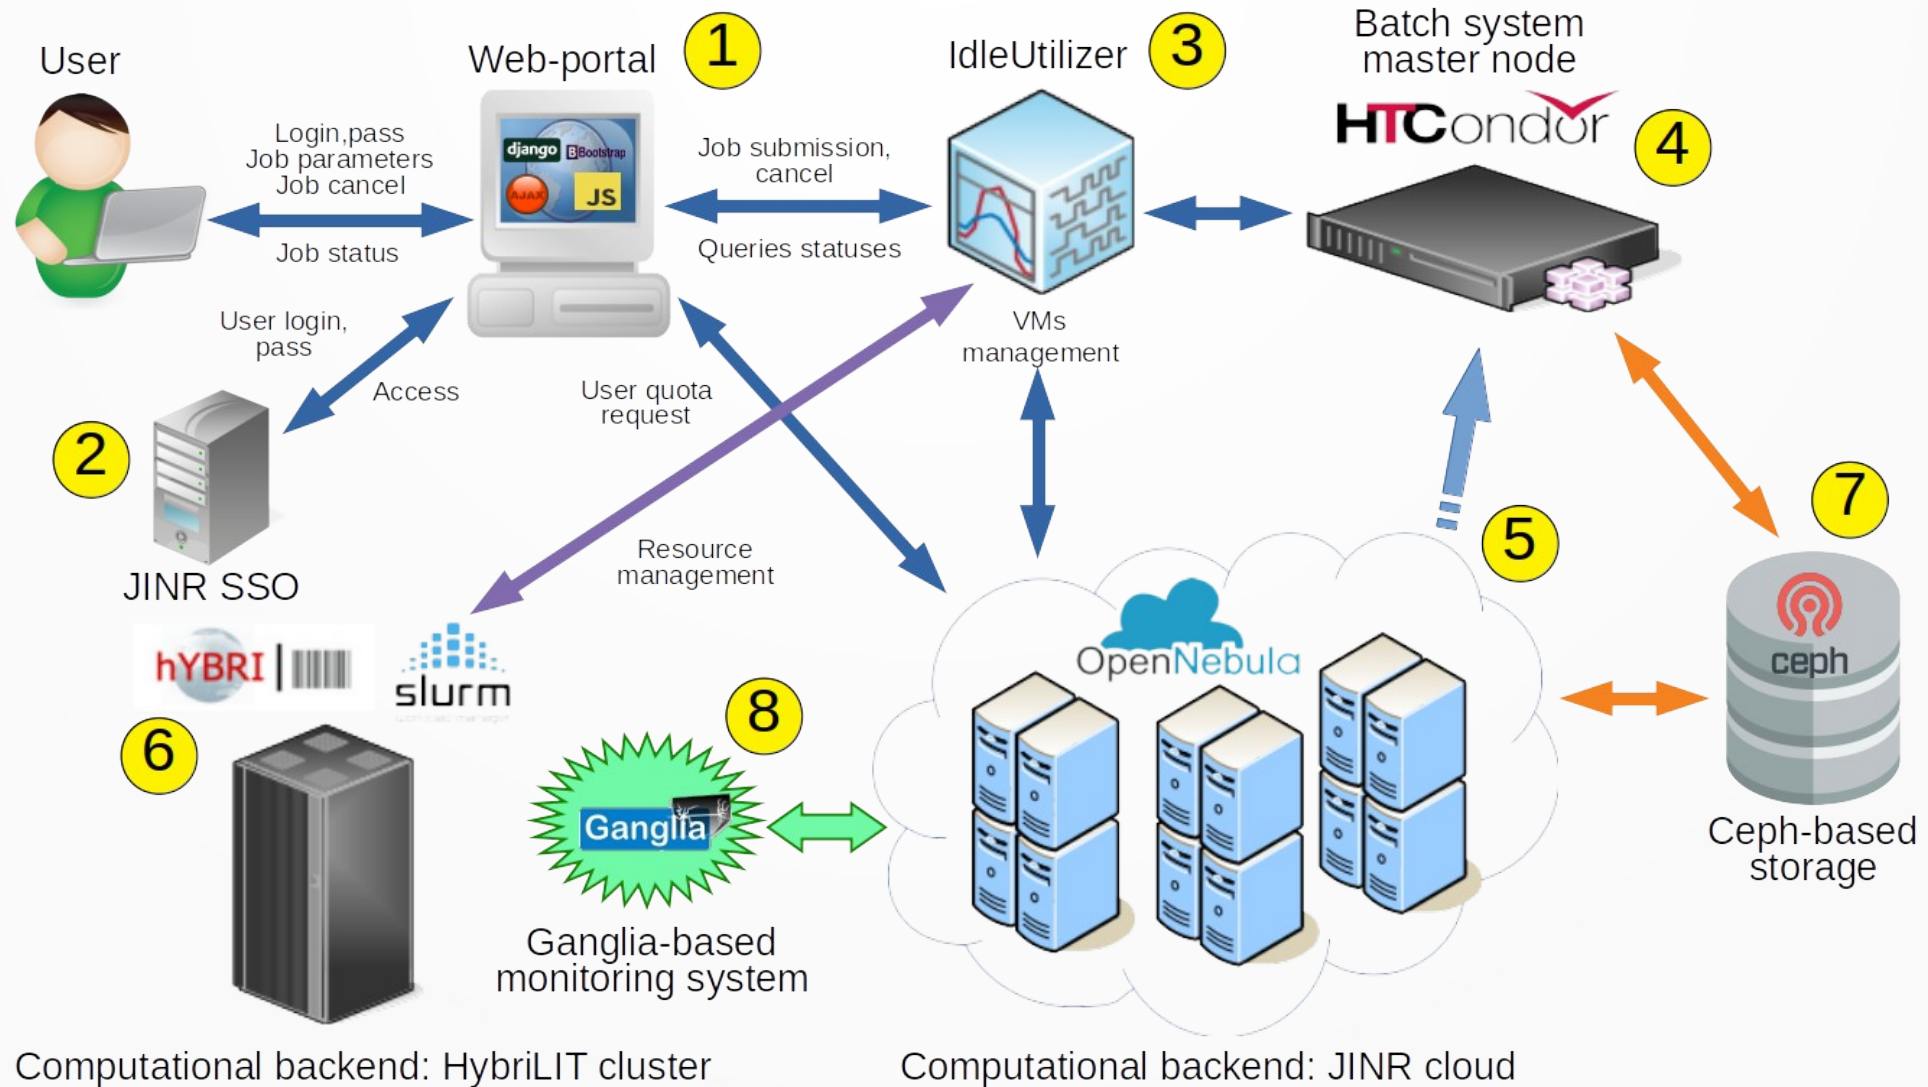 User
Web-portal
1
IdleUtilizer
3
Batch system
master node
HTCondor
4
django
Bootstrap
AJAX
JS
Login,pass
Job parameters
Job cancel
Job status
Job submission,
cancel
Queries statuses
User login,
pass
Access
User quota
request
VMs
management
2
JINR SSO
Resource
management
5
7
OpenNebula
ceph
Ceph-based
storage
hYBRI
slurm
6
8
Ganglia
Ganglia-based
monitoring system
Computational backend: HybriLIT cluster
Computational backend: JINR cloud